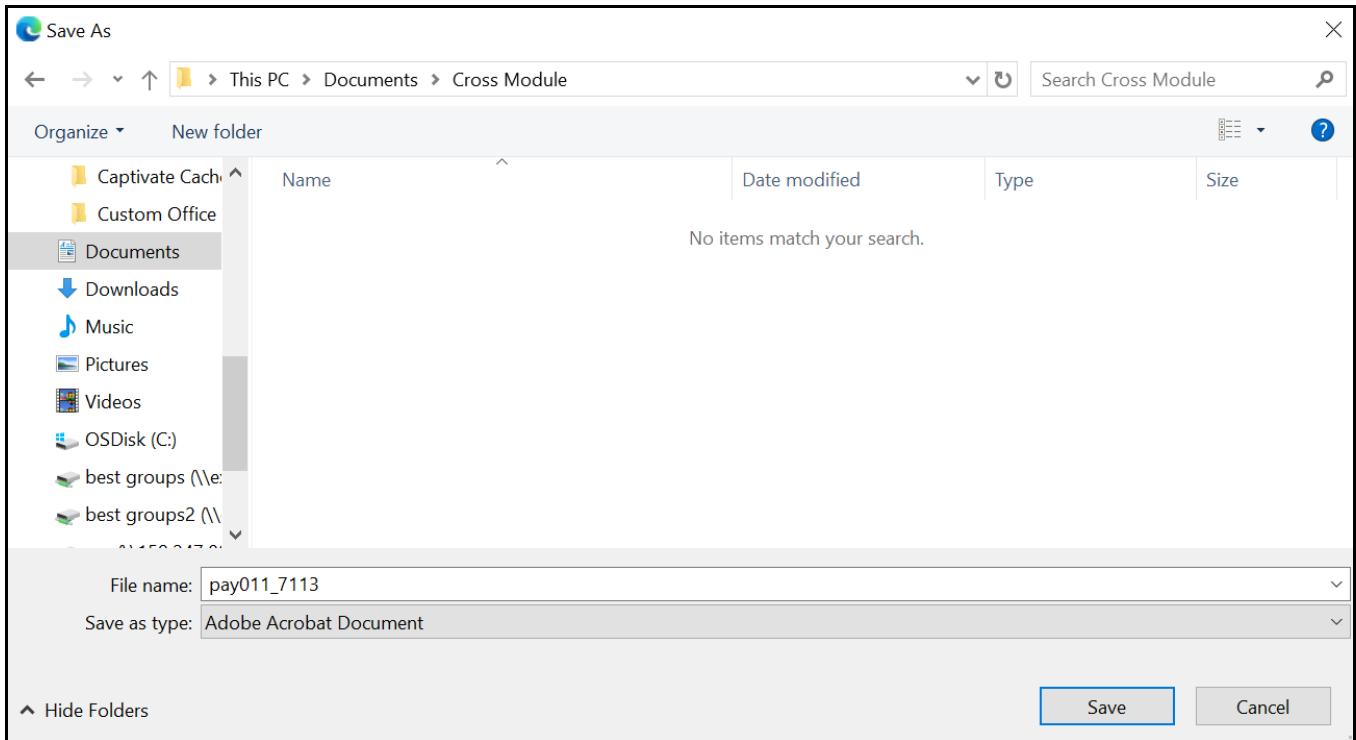 Save As
This PC > Documents > Cross Module
Search Cross Module
Organize
New folder
Name
Date modified
Type
Size
No items match your search.
Captivate Cach
Custom Office
Documents
Downloads
Music
Pictures
Videos
OSDisk (C:)
best groups (\\e
best groups2 (\\
File name: pay011_7113
Save as type: Adobe Acrobat Document
Hide Folders
Save
Cancel